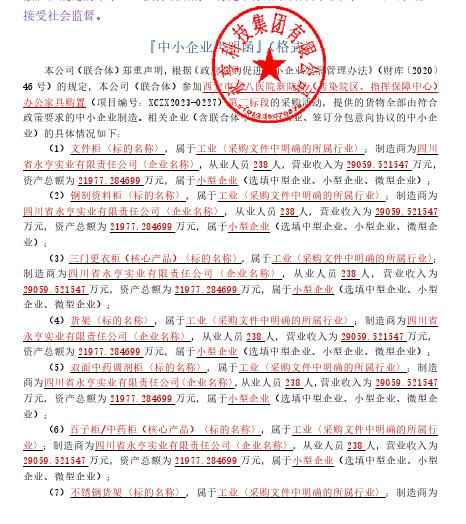 接受社会监督。
『中小企业声明函』（格式）
本公司（联合体）郑重声明，根据《政府采购促进中小企业发展管理办法》（财库〔2020〕
46 号）的规定，本公司（联合体）参加西安市第八医院新院区（传染院区、指挥保障中心）
办公家具购置（项目编号：XCZX2023-0227）第二标段的采购活动，提供的货物全部由符合
政策要求的中小企业制造。相关企业（含联合体中的中小企业、签订分包意向协议的中小企
业）的具体情况如下：
（1）文件柜（标的名称），属于工业（采购文件中明确的所属行业）；制造商为四川
省永亨实业有限责任公司（企业名称），从业人员 238 人，营业收入为 29059.521547 万元，
资产总额为 21977.284699 万元，属于小型企业（选填中型企业、小型企业、微型企业）；
（2）钢制资料柜（标的名称），属于工业（采购文件中明确的所属行业）；制造商为
四川省永亨实业有限责任公司（企业名称），从业人员 238 人，营业收入为 29059.521547
万元，资产总额为 21977.284699 万元，属于小型企业（选填中型企业、小型企业、微型企
业）；
（3）三门更衣柜（核心产品）（标的名称），属于工业（采购文件中明确的所属行业）；
制造商为四川省永亨实业有限责任公司（企业名称），从业人员 238 人，营业收入为
29059.521547 万元，资产总额为 21977.284699 万元，属于小型企业（选填中型企业、小型
企业、微型企业）；
（4）货架（标的名称），属于工业（采购文件中明确的所属行业）；制造商为四川省
永亨实业有限责任公司（企业名称），从业人员 238 人，营业收入为 29059.521547 万元，
资产总额为 21977.284699 万元，属于小型企业（选填中型企业、小型企业、微型企业）；
（5）双面中药调剂柜（标的名称），属于工业（采购文件中明确的所属行业）；制造
商为四川省永亨实业有限责任公司（企业名称），从业人员 238 人，营业收入为 29059.521547
万元，资产总额为 21977.284699 万元，属于小型企业（选填中型企业、小型企业、微型企
业）；
（6）百子柜/中药柜（核心产品）（标的名称），属于工业（采购文件中明确的所属行
业）；制造商为四川省永亨实业有限责任公司（企业名称），从业人员 238 人，营业收入为
29059.521547 万元，资产总额为 21977.284699 万元，属于小型企业（选填中型企业、小型
企业、微型企业）；
（7）不锈钢货架（标的名称），属于工业（采购文件中明确的所属行业）；制造商为
科技集团有限公司